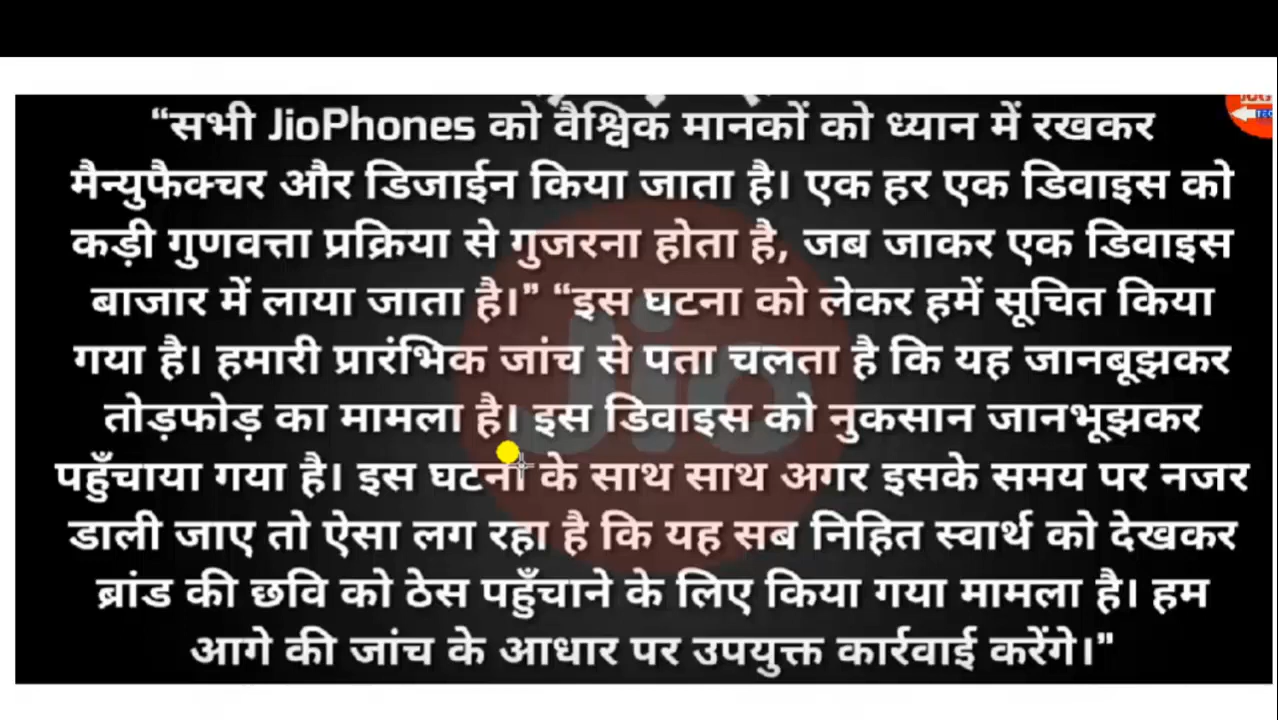 “सभी JioPhones को वैश्विक मानकों को ध्यान में रखकर
मैन्युफैक्चर और डिजाईन किया जाता है। एक हर एक डिवाइस को
कड़ी गुणवत्ता प्रक्रिया से गुजरना होता है, जब जाकर एक डिवाइस
बाजार में लाया जाता है।” “इस घटना को लेकर हमें सूचित किया
गया है। हमारी प्रारंभिक जांच से पता चलता है कि यह जानबूझकर
तोड़फोड़ का मामला है। इस डिवाइस को नुकसान जानभूझकर
पहुँचाया गया है। इस घटना के साथ साथ अगर इसके समय पर नजर
डाली जाए तो ऐसा लग रहा है कि यह सब निहित स्वार्थ को देखकर
ब्रांड की छवि को ठेस पहुँचाने के लिए किया गया मामला है। हम
आगे की जांच के आधार पर उपयुक्त कार्रवाई करेंगे।”
Jio